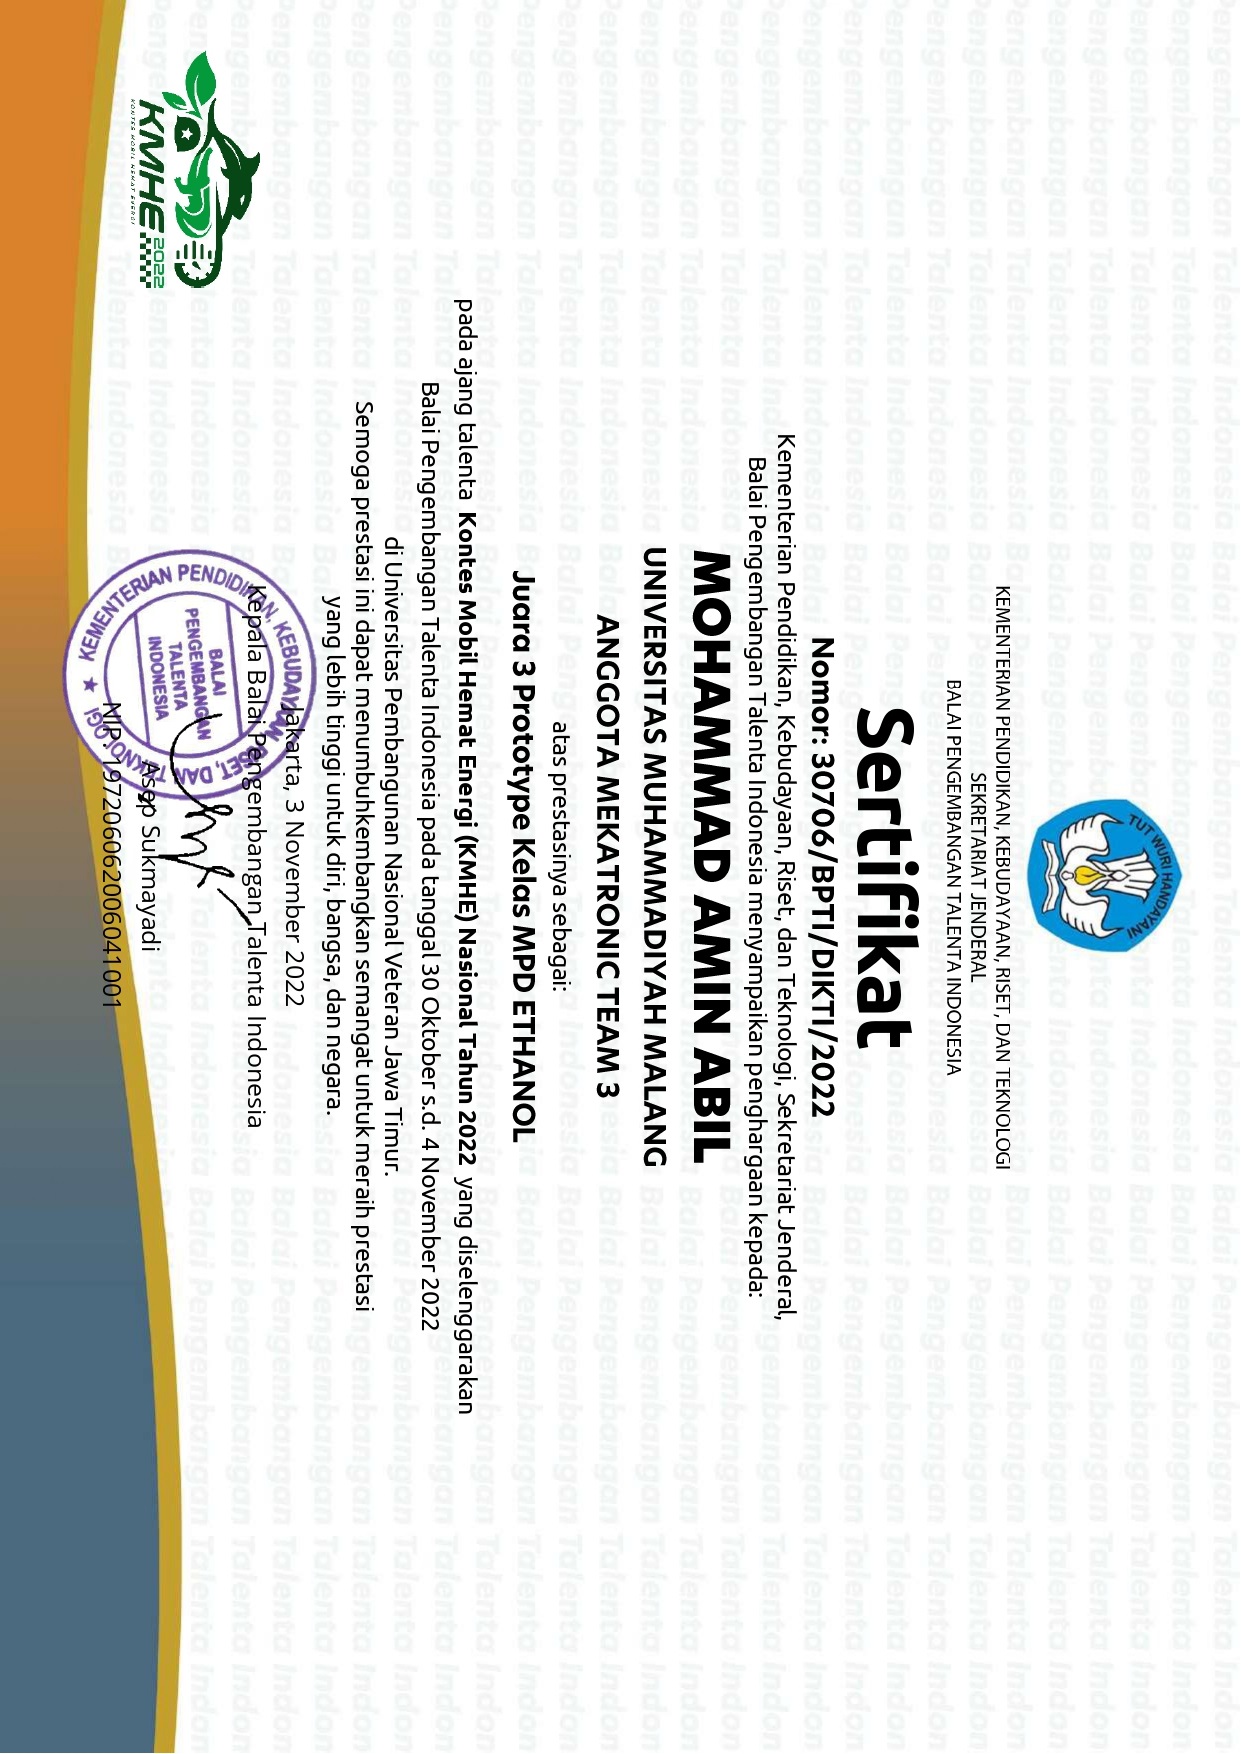 TUT WURI HANDAYANI
KEMENTERIAN PENDIDIKAN, KEBUDAYAAN, RISET, DAN TEKNOLOGI
SEKRETARIAT JENDERAL
BALAI PENGEMBANGAN TALENTA INDONESIA
Sertifikat
Nomor: 30706/BPTI/DIKTI/2022
Kementerian Pendidikan, Kebudayaan, Riset, dan Teknologi, Sekretariat Jenderal,
Balai Pengembangan Talenta Indonesia menyampaikan penghargaan kepada:
MOHAMMAD AMIN ABIL
UNIVERSITAS MUHAMMADIYAH MALANG
ANGGOTA MEKATRONIC TEAM 3
atas prestasinya sebagai:
Juara 3 Prototype Kelas MPD ETHANOL
pada ajang talenta Kontes Mobil Hemat Energi (KMHE) Nasional Tahun 2022 yang diselenggarakan
Balai Pengembangan Talenta Indonesia pada tanggal 30 Oktober s.d. 4 November 2022
di Universitas Pembangunan Nasional Veteran Jawa Timur.
Semoga prestasi ini dapat menumbuhkembangkan semangat untuk meraih prestasi
yang lebih tinggi untuk diri, bangsa, dan negara.
Jakarta, 3 November 2022
Kepala Balai Pengembangan Talenta Indonesia
KEMENTERIAN PENDIDIKAN, KEBUDAYAAN, RISET, DAN TEKNOLOGI
BALAI
PENGEMBANGAN
TALENTA
INDONESIA
Asep Sukmayadi
NIP. 197206062006041001
KMHE 2022
KONTES MOBIL HEMAT ENERGI
Balai Pengembangan Talenta Indonesia